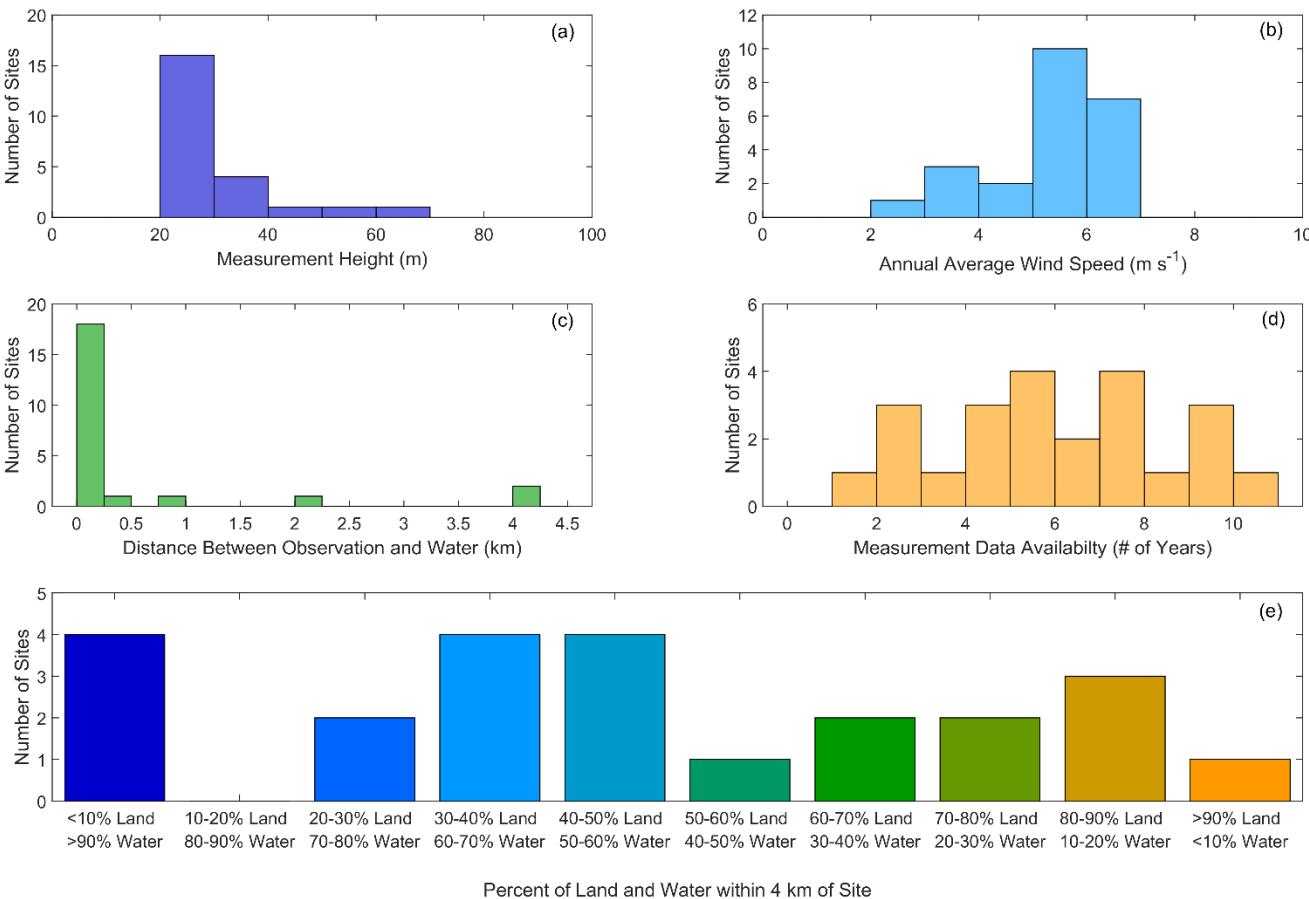 20
15
10
5
0
Number of Sites
(a)
0 20 40 60 80 100
Measurement Height (m)
12
10
8
6
4
2
0
Number of Sites
(b)
0 2 4 6 8 10
Annual Average Wind Speed (m s⁻¹)
20
15
10
5
0
Number of Sites
(c)
0 0.5 1 1.5 2 2.5 3 3.5 4 4.5
Distance Between Observation and Water (km)
6
4
2
0
Number of Sites
(d)
0 2 4 6 8 10
Measurement Data Availabilty (# of Years)
5
4
3
2
1
0
Number of Sites
(e)
<10% Land 10-20% Land 20-30% Land 30-40% Land 40-50% Land 50-60% Land 60-70% Land 70-80% Land 80-90% Land >90% Land
>90% Water 80-90% Water 70-80% Water 60-70% Water 50-60% Water 40-50% Water 30-40% Water 20-30% Water 10-20% Water <10% Water
Percent of Land and Water within 4 km of Site